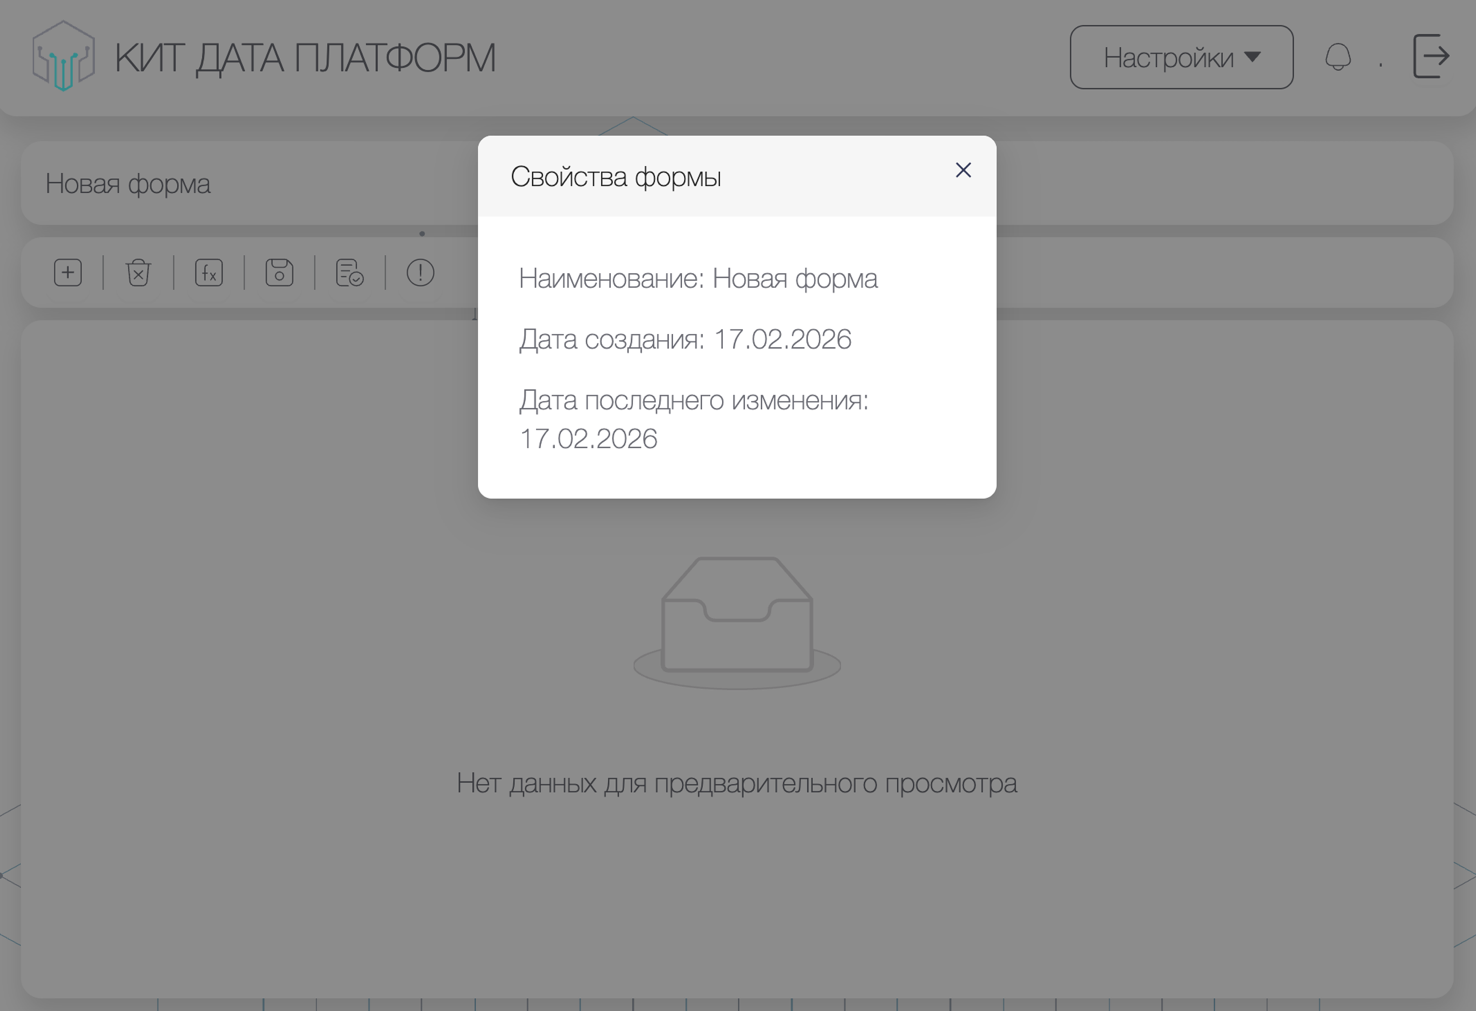 КИТ ДАТА ПЛАТФОРМ
Настройки
Новая форма
Свойства формы
Наименование: Новая форма
Дата создания: 17.02.2026
Дата последнего изменения:
17.02.2026
fx
Нет данных для предварительного просмотра